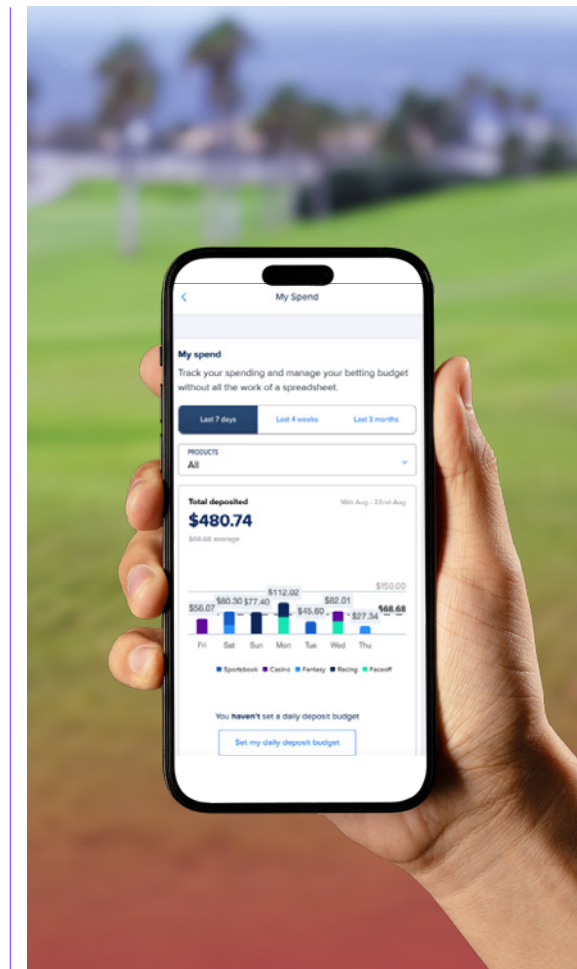 My Spend
My spend
Track your spending and manage your betting budget
without all the work of a spreadsheet.
Last 7 days Last 4 weeks Last 3 months
PRODUCTS
All
Total deposited 16th Aug - 22nd Aug
$480.74
$68.68 average
$150.00
$112.02
$56.07 $80.30 $77.40 $45.60 $82.01 $27.34 $68.68
Fri Sat Sun Mon Tue Wed Thu
Sportsbook Casino Fantasy Racing Faceoff
You haven't set a daily deposit budget
Set my daily deposit budget